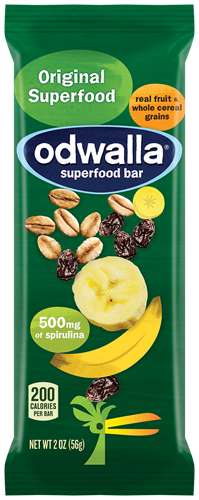 Original
Superfood
real fruit &
whole cereal
grains
odwalla®
superfood bar
500mg
of spirulina
200
CALORIES
PER BAR
NET WT 2 OZ (56g)